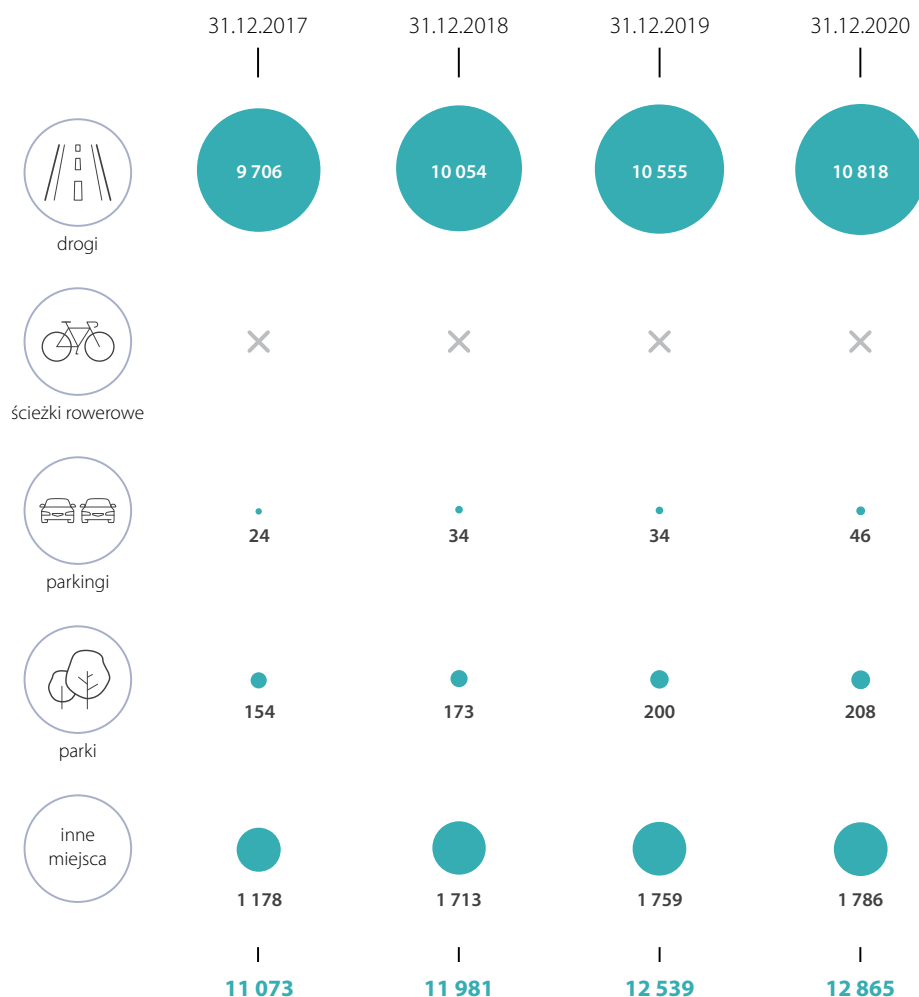 31.12.2017 31.12.2018 31.12.2019 31.12.2020
9 706 10 054 10 555 10 818
drogi
ścieżki rowerowe
24 34 34 46
parkingi
154 173 200 208
parki
inne
miejsca
1 178 1 713 1 759 1 786
11 073 11 981 12 539 12 865